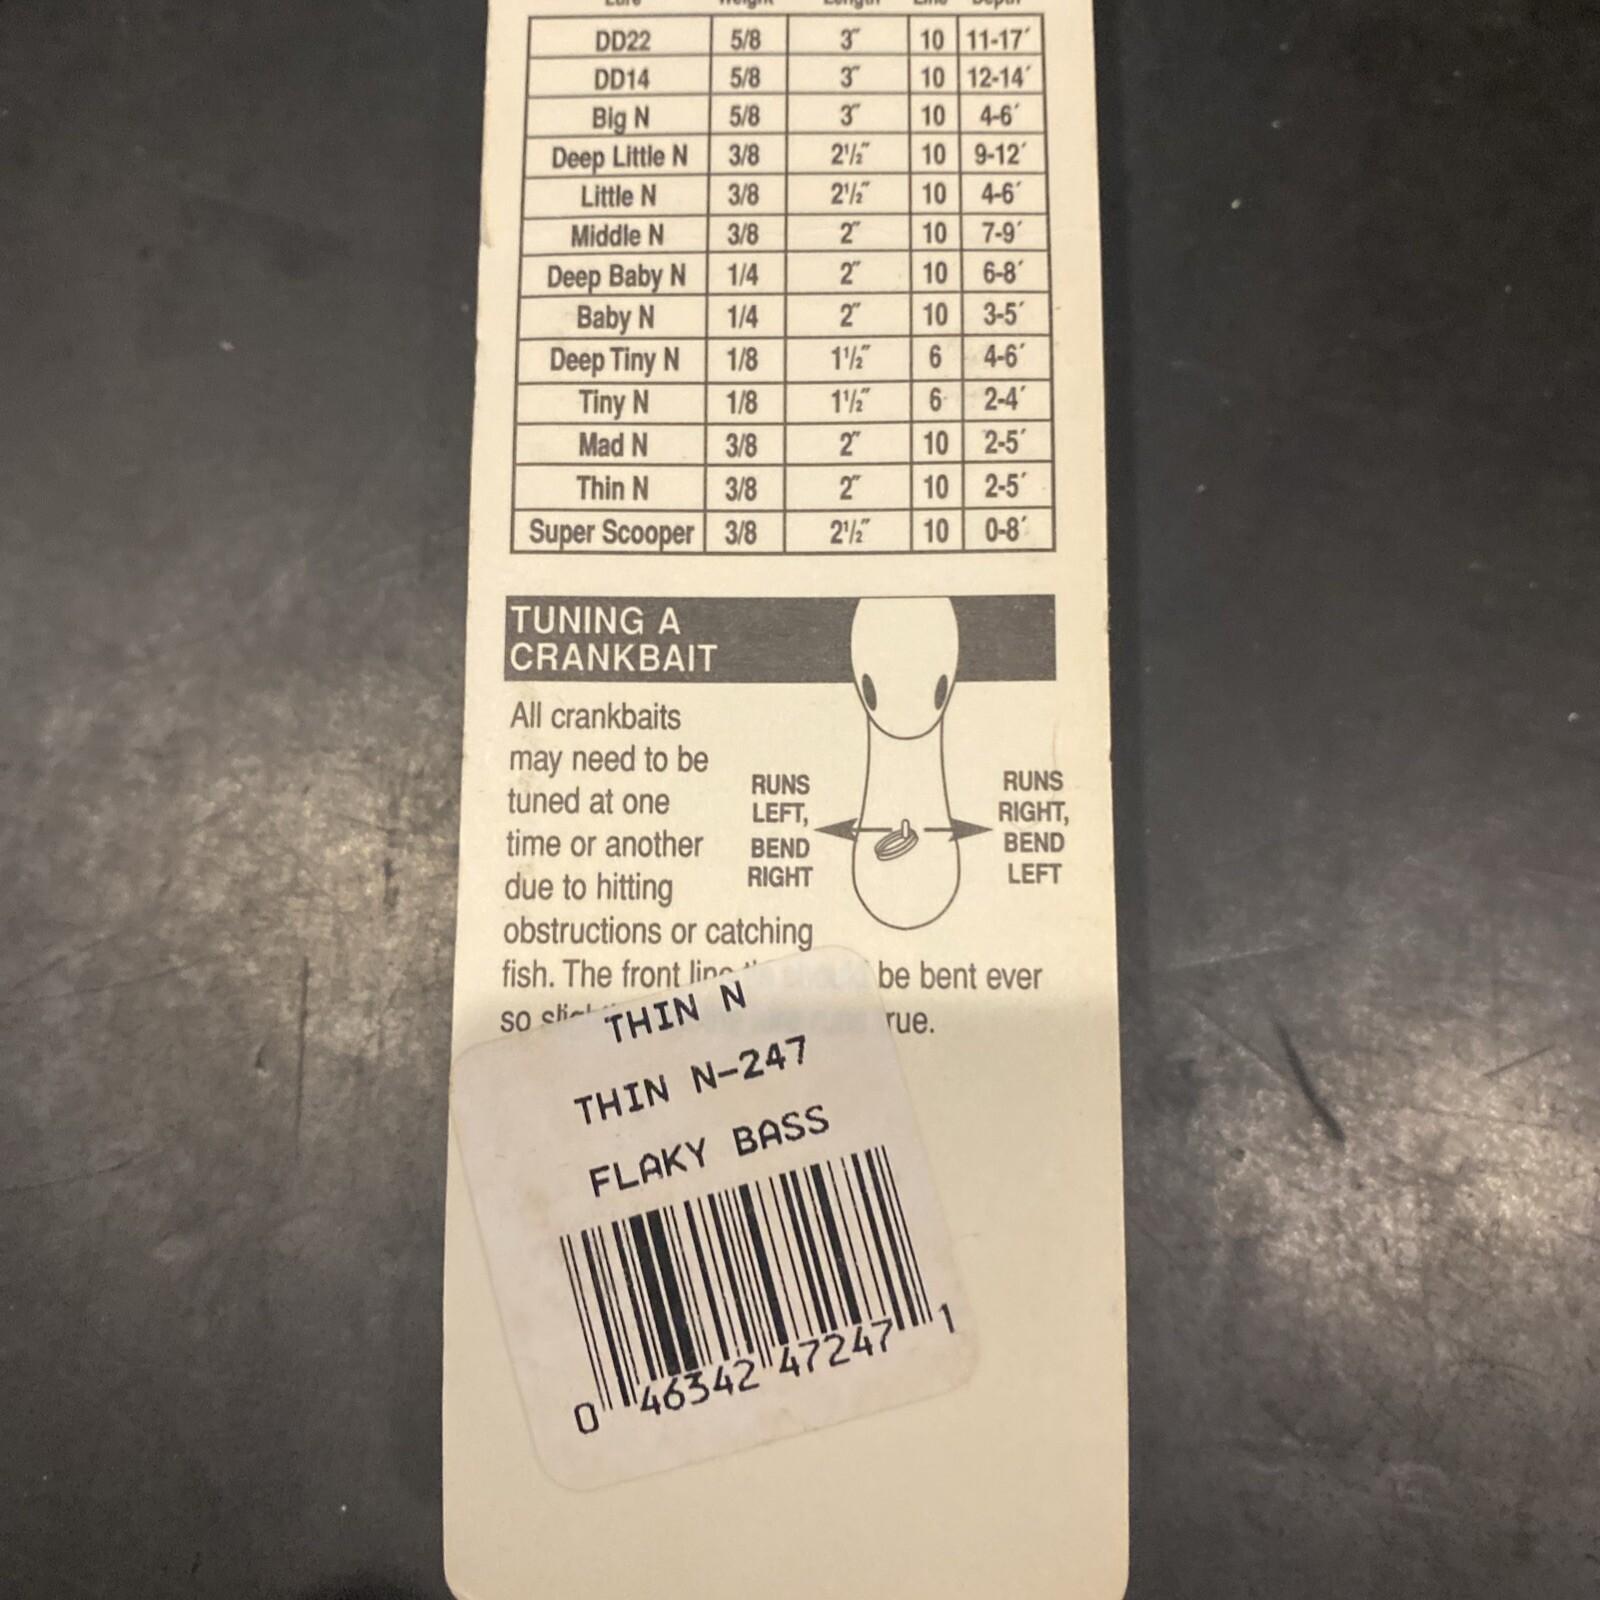 Lure Weight Length Line Depth
DD22 5/8 3″ 10 11-17′
DD14 5/8 3″ 10 12-14′
Big N 5/8 3″ 10 4-6′
Deep Little N 3/8 2½″ 10 9-12′
Little N 3/8 2½″ 10 4-6′
Middle N 3/8 2″ 10 7-9′
Deep Baby N 1/4 2″ 10 6-8′
Baby N 1/4 2″ 10 3-5′
Deep Tiny N 1/8 1½″ 6 4-6′
Tiny N 1/8 1½″ 6 2-4′
Mad N 3/8 2″ 10 2-5′
Thin N 3/8 2″ 10 2-5′
Super Scooper 3/8 2½″ 10 0-8′
TUNING A
CRANKBAIT
All crankbaits
may need to be
tuned at one
time or another
due to hitting
obstructions or catching
fish. The front line be bent ever
so
RUNS
LEFT,
BEND
RIGHT
RUNS
RIGHT,
BEND
LEFT
THIN N
THIN N-247
FLAKY BASS
0 46342 47247 1